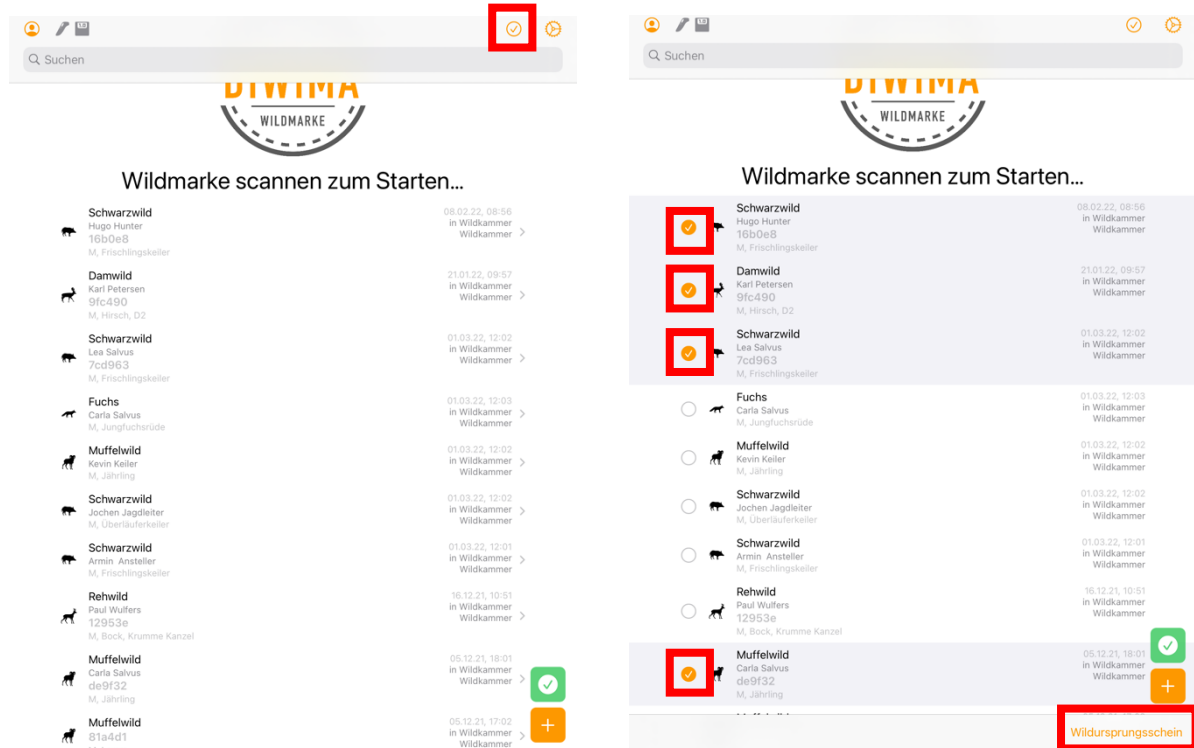 Suchen
DIWIMA
WILDMARKE
Wildmarke scannen zum Starten...
Schwarzwild
Hugo Hunter
16b0e8
M, Frischlingskeiler
08.02.22, 08:56
in Wildkammer
Wildkammer
Damwild
Karl Petersen
9fc490
M, Hirsch, D2
21.01.22, 09:57
in Wildkammer
Wildkammer
Schwarzwild
Lea Salvus
7cd963
M, Frischlingskeiler
01.03.22, 12:02
in Wildkammer
Wildkammer
Fuchs
Carla Salvus
M, Jungfuchsrüde
01.03.22, 12:03
in Wildkammer
Wildkammer
Muffelwild
Kevin Keiler
M, Jährling
01.03.22, 12:02
in Wildkammer
Wildkammer
Schwarzwild
Jochen Jagdleiter
M, Überläuferkeiler
01.03.22, 12:02
in Wildkammer
Wildkammer
Schwarzwild
Armin Ansteller
M, Frischlingskeiler
01.03.22, 12:01
in Wildkammer
Wildkammer
Rehwild
Paul Wulfers
12953e
M, Bock, Krumme Kanzel
16.12.21, 10:51
in Wildkammer
Wildkammer
Muffelwild
Carla Salvus
de9f32
M, Jährling
05.12.21, 18:01
in Wildkammer
Wildkammer
Muffelwild
81a4d1
05.12.21, 17:02
in Wildkammer
Wildkammer
Suchen
DIWIMA
WILDMARKE
Wildmarke scannen zum Starten...
Schwarzwild
Hugo Hunter
16b0e8
M, Frischlingskeiler
08.02.22, 08:56
in Wildkammer
Wildkammer
Damwild
Karl Petersen
9fc490
M, Hirsch, D2
21.01.22, 09:57
in Wildkammer
Wildkammer
Schwarzwild
Lea Salvus
7cd963
M, Frischlingskeiler
01.03.22, 12:02
in Wildkammer
Wildkammer
Fuchs
Carla Salvus
M, Jungfuchsrüde
01.03.22, 12:03
in Wildkammer
Wildkammer
Muffelwild
Kevin Keiler
M, Jährling
01.03.22, 12:02
in Wildkammer
Wildkammer
Schwarzwild
Jochen Jagdleiter
M, Überläuferkeiler
01.03.22, 12:02
in Wildkammer
Wildkammer
Schwarzwild
Armin Ansteller
M, Frischlingskeiler
01.03.22, 12:01
in Wildkammer
Wildkammer
Rehwild
Paul Wulfers
12953e
M, Bock, Krumme Kanzel
16.12.21, 10:51
in Wildkammer
Wildkammer
Muffelwild
Carla Salvus
de9f32
M, Jährling
05.12.21, 18:01
in Wildkammer
Wildkammer
Wildursprungsschein